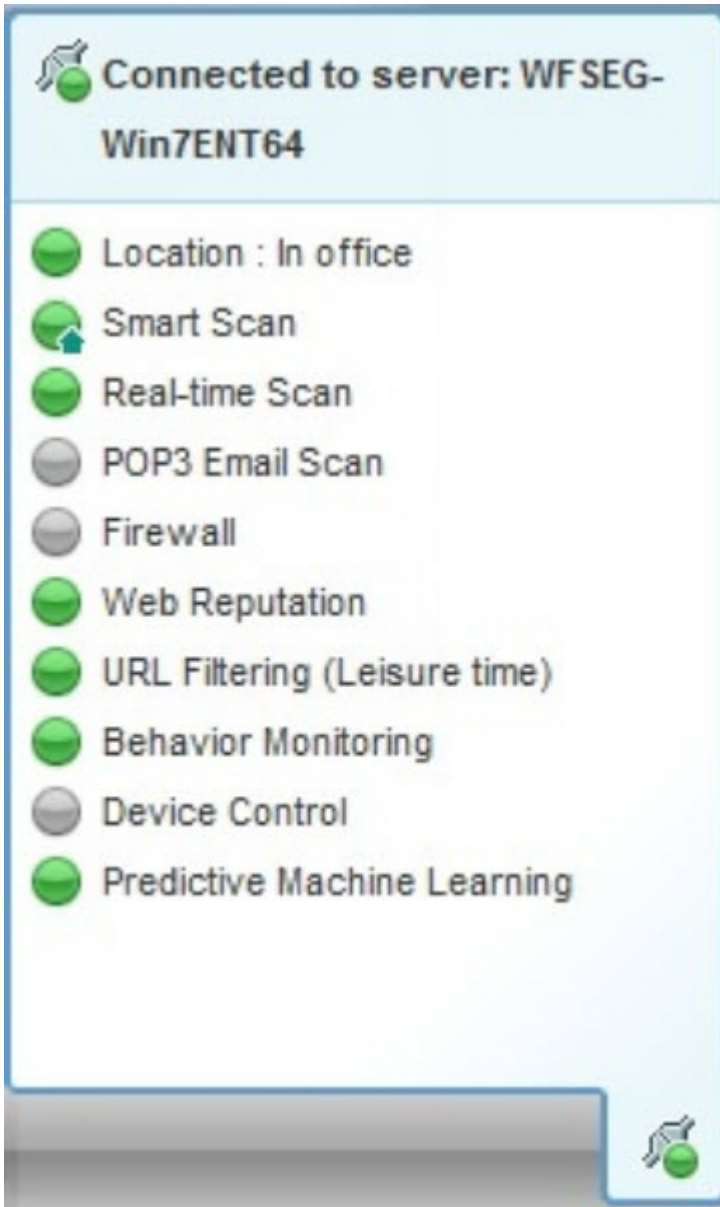 Connected to server: WFSEG-
Win7ENT64
Location : In office
Smart Scan
Real-time Scan
POP3 Email Scan
Firewall
Web Reputation
URL Filtering (Leisure time)
Behavior Monitoring
Device Control
Predictive Machine Learning